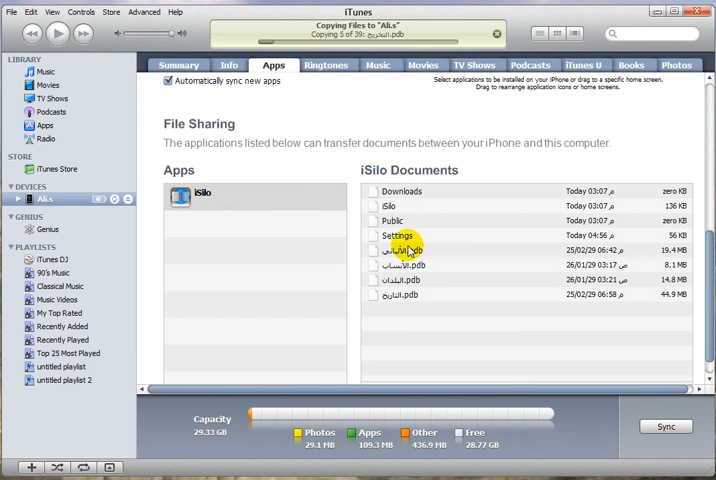 File Edit View Controls Store Advanced Help
iTunes
Copying Files to "Ali.s"
Copying 5 of 39: التخاريج.pdb
Summary Info Apps Ringtones Music Movies TV Shows Podcasts iTunes U Books Photos
LIBRARY
Music
Movies
TV Shows
Podcasts
Apps
Radio
STORE
iTunes Store
DEVICES
Ali.s
GENIUS
Genius
PLAYLISTS
iTunes DJ
90's Music
Classical Music
Music Videos
My Top Rated
Recently Added
Recently Played
Top 25 Most Played
untitled playlist
untitled playlist 2
Automatically sync new apps
Select applications to be installed on your iPhone or drag to a specific home screen.
Drag to rearrange application icons or home screens.
File Sharing
The applications listed below can transfer documents between your iPhone and this computer.
Apps
iSilo
iSilo Documents
Downloads Today 03:07 م zero KB
iSilo Today 03:07 م 136 KB
Public Today 03:07 م zero KB
Settings Today 04:56 م 56 KB
الألباني.pdb 25/02/29 06:42 م 19.4 MB
الأنساب.pdb 26/01/29 03:17 ص 8.1 MB
البلدان.pdb 26/01/29 03:21 ص 14.8 MB
التاريخ.pdb 25/02/29 06:58 م 44.9 MB
Capacity
29.33 GB
Photos
29.1 MB
Apps
109.3 MB
Other
436.9 MB
Free
28.77 GB
Sync